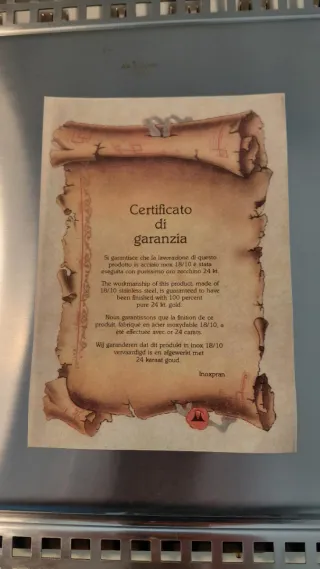 Certificato
di
garanzia
Si garantisce che la lavorazione di questo
prodotto in acciaio inox 18/10 è stata
eseguita con purissimo oro zecchino 24 kt.
The workmanship of this product, made of
18/10 stainless steel, is guaranteed to have
been finished with 100 percent
pure 24 kt. gold.
Nous garantissons que la finison de ce
produit, fabriqué en acier inoxydable 18/10, a
été effectuée avec or 24 carats.
Wij garanderen dat dit produkt in inox 18/10
vervaardigd is en afgewerkt met
24 karaat goud.
Inoxpran